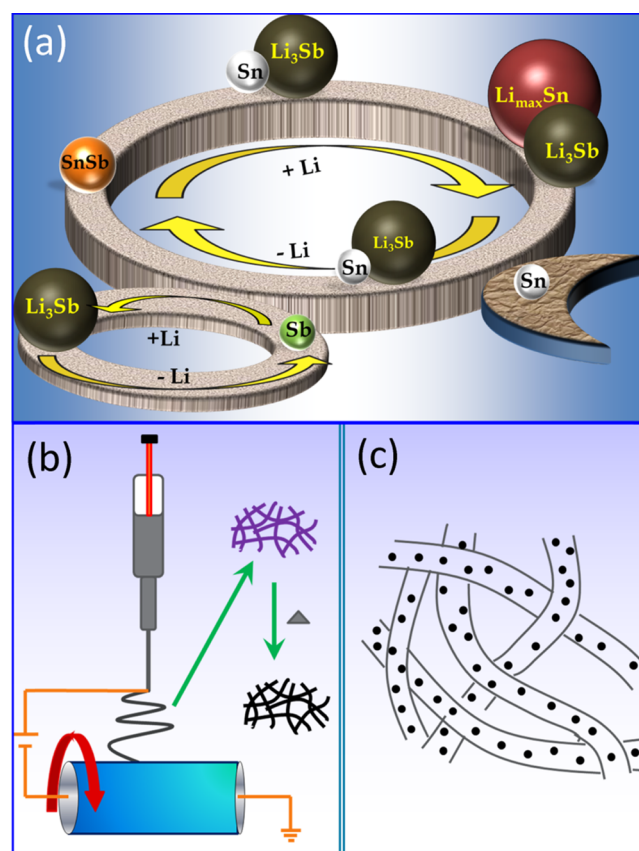 (a)
Sn
Li₃Sb
LimaxSn
Li₃Sb
SnSb
+ Li
- Li
Li₃Sb
Sn
Sn
Li₃Sb
Sb
+Li
- Li
(b)
(c)